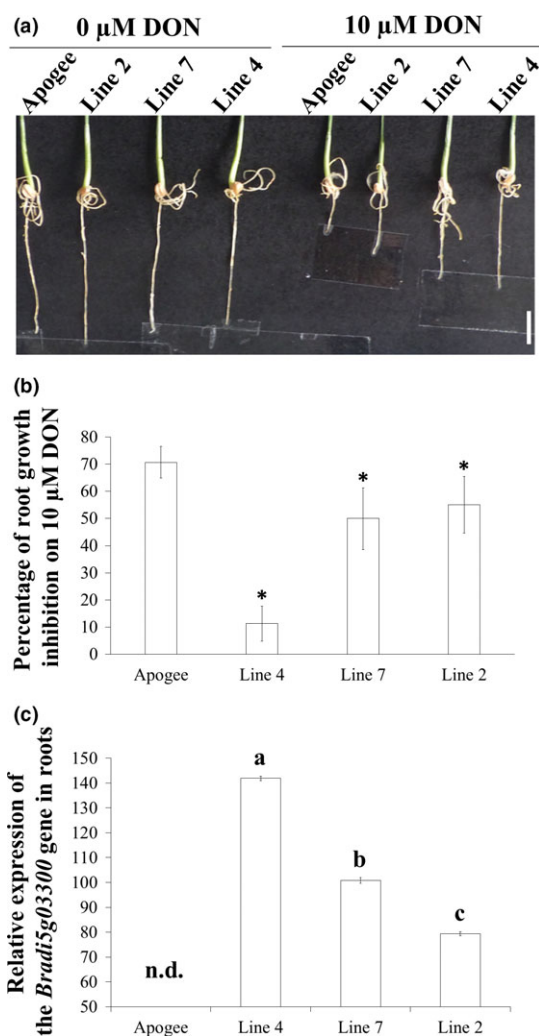 (a)
0 µM DON
10 µM DON
Apogee
Line 2
Line 7
Line 4
Apogee
Line 2
Line 7
Line 4
(b)
Percentage of root growth
inhibition on 10 µM DON
80
70
60
50
40
30
20
10
0
*
*
*
Apogee
Line 4
Line 7
Line 2
(c)
Relative expression of
the Bradi5g03300 gene in roots
150
140
130
120
110
100
90
80
70
60
50
n.d.
a
b
c
Apogee
Line 4
Line 7
Line 2